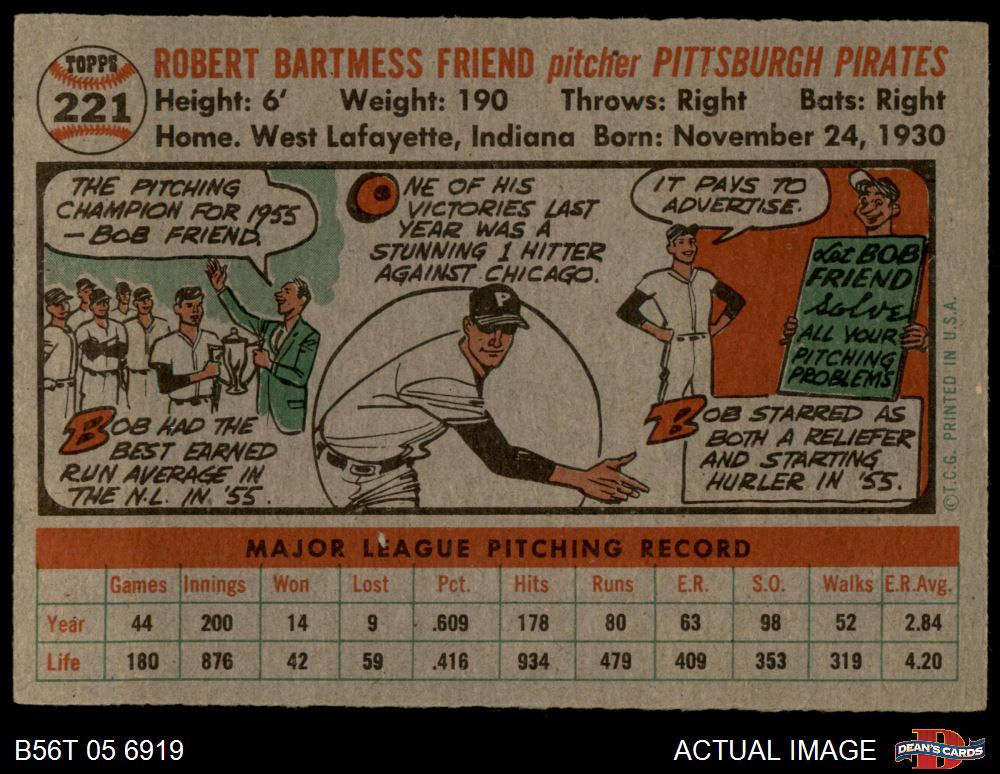 TOPPS
221
ROBERT BARTMESS FRIEND pitcher PITTSBURGH PIRATES
Height: 6' Weight: 190 Throws: Right Bats: Right
Home. West Lafayette, Indiana Born: November 24, 1930
THE PITCHING
CHAMPION FOR 1955
— BOB FRIEND.
BOB HAD THE
BEST EARNED
RUN AVERAGE IN
THE N.L. IN '55.
ONE OF HIS
VICTORIES LAST
YEAR WAS A
STUNNING 1 HITTER
AGAINST CHICAGO.
P
IT PAYS TO
ADVERTISE.
Let BOB
FRIEND
Solve
ALL YOUR
PITCHING
PROBLEMS
BOB STARRED AS
BOTH A RELIEFER
AND STARTING
HURLER IN '55.
©T.C.G. PRINTED IN U.S.A.
MAJOR LEAGUE PITCHING RECORD
Games Innings Won Lost Pct. Hits Runs E.R. S.O. Walks E.R.Avg.
Year 44 200 14 9 .609 178 80 63 98 52 2.84
Life 180 876 42 59 .416 934 479 409 353 319 4.20
B56T 05 6919
ACTUAL IMAGE
D
DEAN'S CARDS